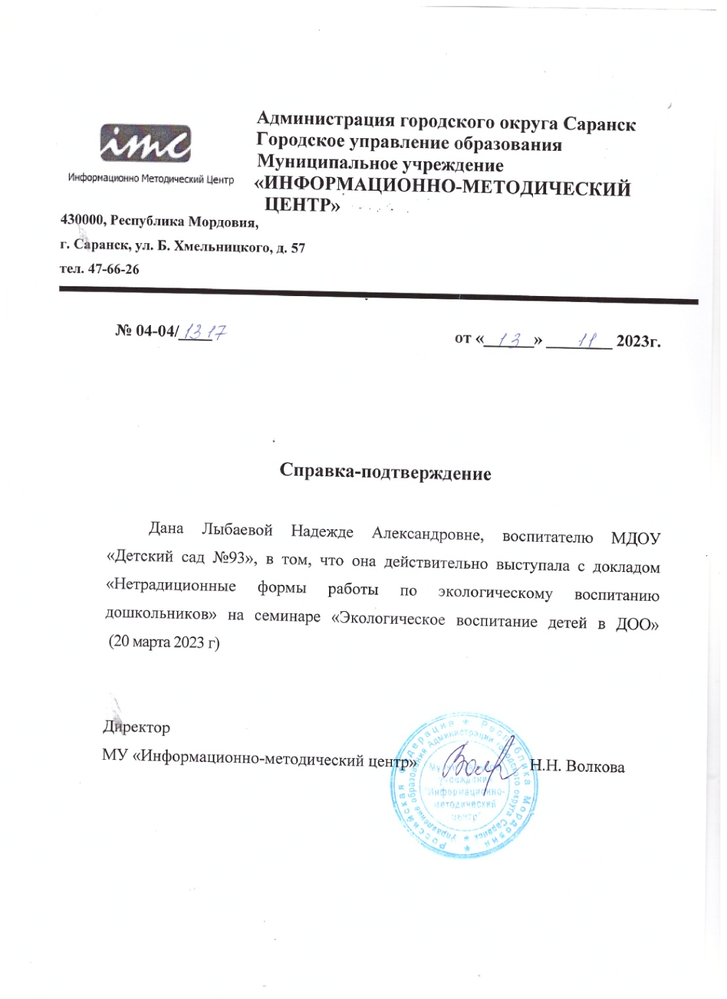 Администрация городского округа Саранск
Городское управление образования
Муниципальное учреждение
«ИНФОРМАЦИОННО-МЕТОДИЧЕСКИЙ
ЦЕНТР»
imc
Информационно Методический Центр
430000, Республика Мордовия,
г. Саранск, ул. Б. Хмельницкого, д. 57
тел. 47-66-26
№ 04-04/1317
от «13» 11 2023г.
Справка-подтверждение
Дана Лыбаевой Надежде Александровне, воспитателю МДОУ
«Детский сад №93», в том, что она действительно выступала с докладом
«Нетрадиционные формы работы по экологическому воспитанию
дошкольников» на семинаре «Экологическое воспитание детей в ДОО»
(20 марта 2023 г)
Директор
МУ «Информационно-методический центр» Н.Н. Волкова
Российская Федерация ★ Республика Мордовия ★
Управление образования Администрации городского округа Саранск ★
Муниципальное
учреждение
"Информационно-
методический
центр"